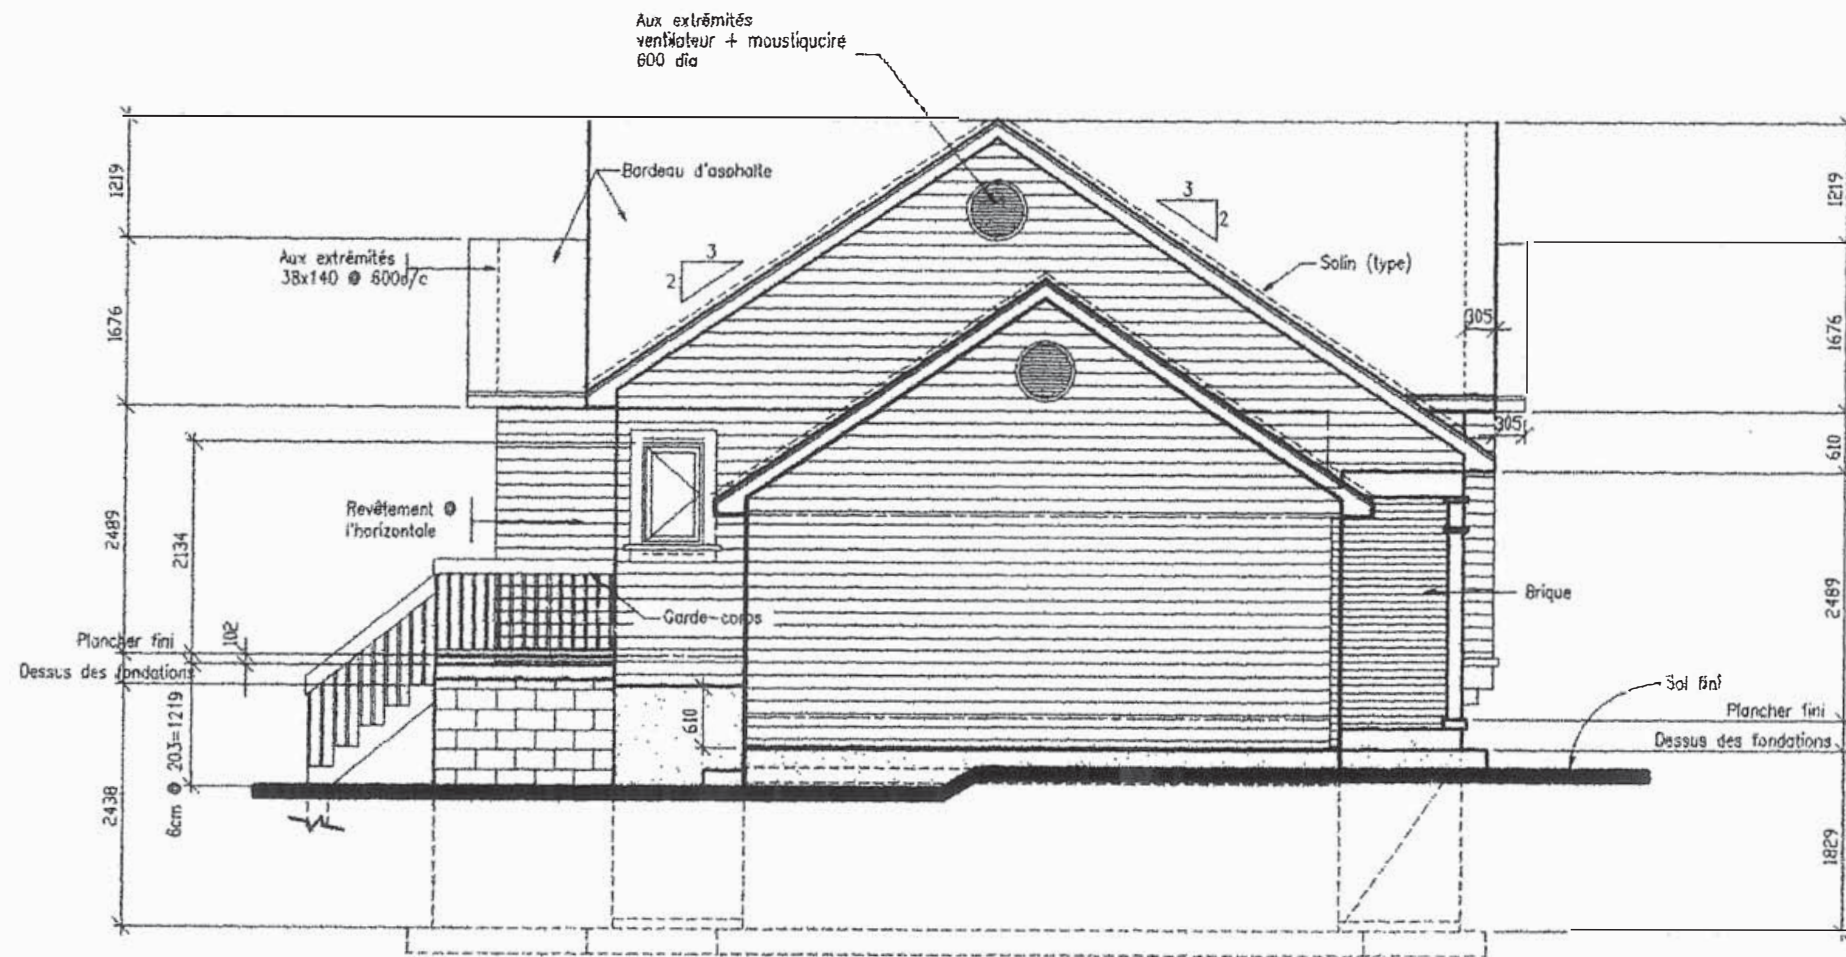 Aux extrémités
ventilateur + moustiquciré
600 dia
Bardeau d'asphalte
Aux extrémités
38x140 @ 600c/c
3
2
3
2
Solin (type)
1219
1676
2489
2438
2134
102
6cm @ 203=1219
Revêtement @
l'horizontale
Garde-corps
Plancher fini
Dessus des fondations
610
305
305
Brique
Sol fini
Plancher fini
Dessus des fondations
1219
1676
610
2489
1829